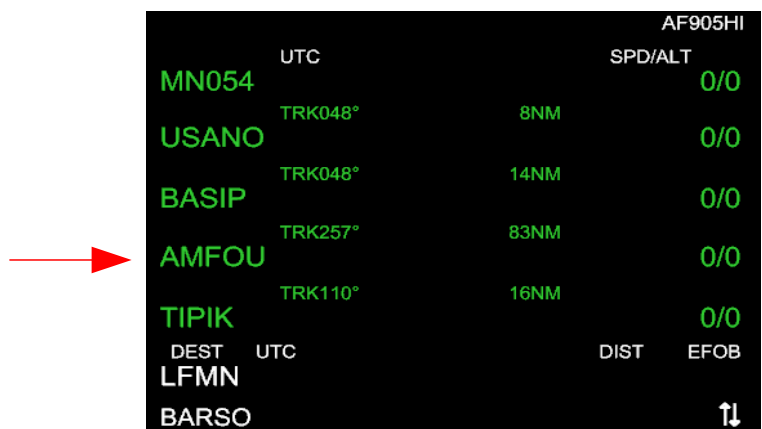 AF905HI
UTC SPD/ALT
MN054 0/0
TRK048° 8NM
USANO 0/0
TRK048° 14NM
BASIP 0/0
TRK257° 83NM
AMFOU 0/0
TRK110° 16NM
TIPIK 0/0
DEST UTC DIST EFOB
LFMN
BARSO ↑↓